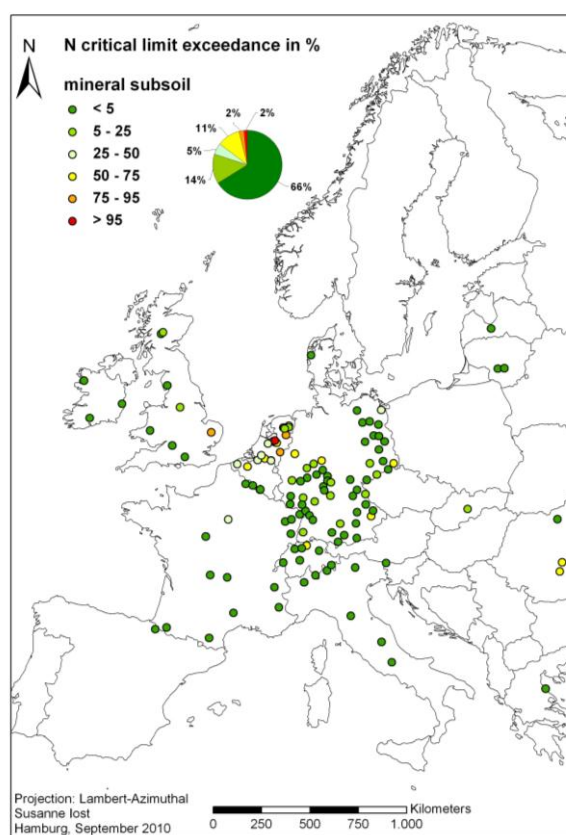 N
N critical limit exceedance in %
mineral subsoil
< 5
5 - 25
25 - 50
50 - 75
75 - 95
> 95
2%
2%
11%
5%
14%
66%
Projection: Lambert-Azimuthal
Susanne Iost
Hamburg, September 2010
Kilometers
0 250 500 750 1.000